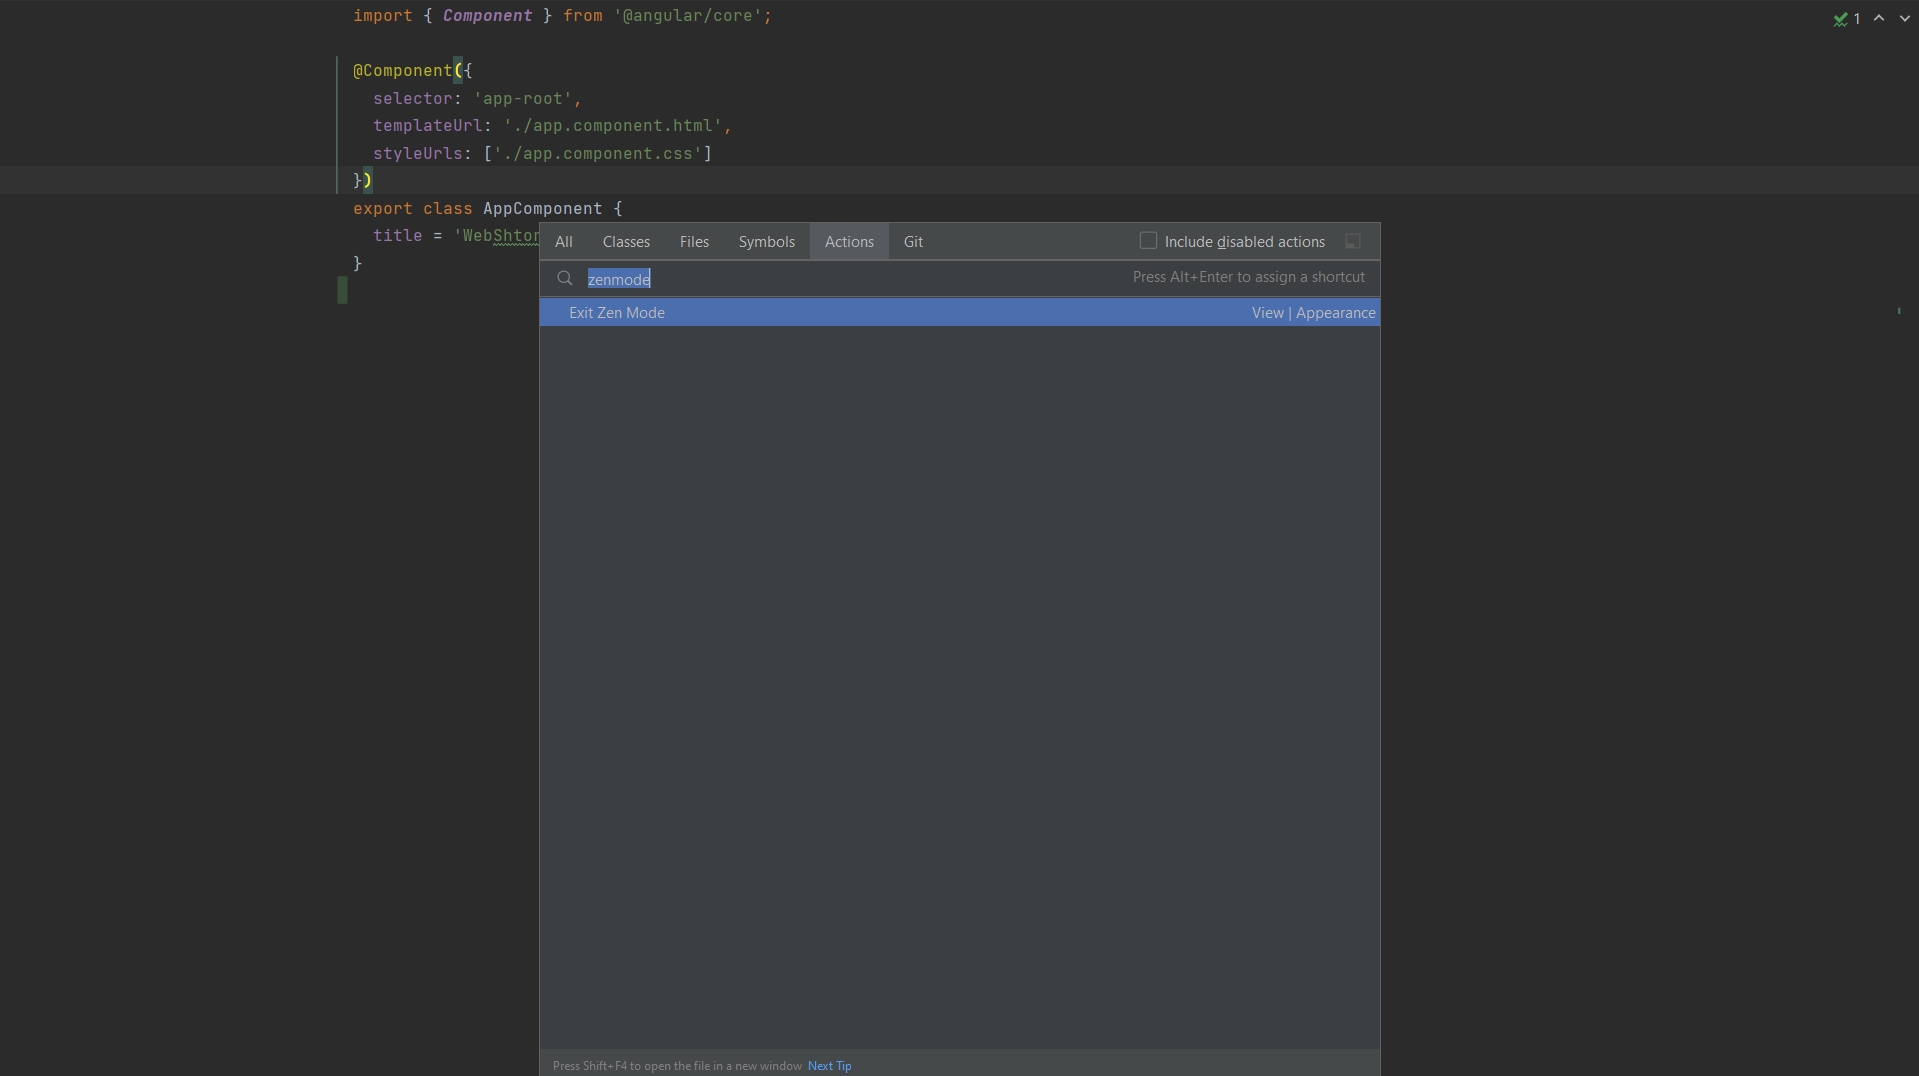 import { Component } from '@angular/core';
1
@Component({
  selector: 'app-root',
  templateUrl: './app.component.html',
  styleUrls: ['./app.component.css']
})
export class AppComponent {
  title = 'WebShtor
}
All Classes Files Symbols Actions Git Include disabled actions
zenmode Press Alt+Enter to assign a shortcut
Exit Zen Mode View | Appearance
Press Shift+F4 to open the file in a new window Next Tip